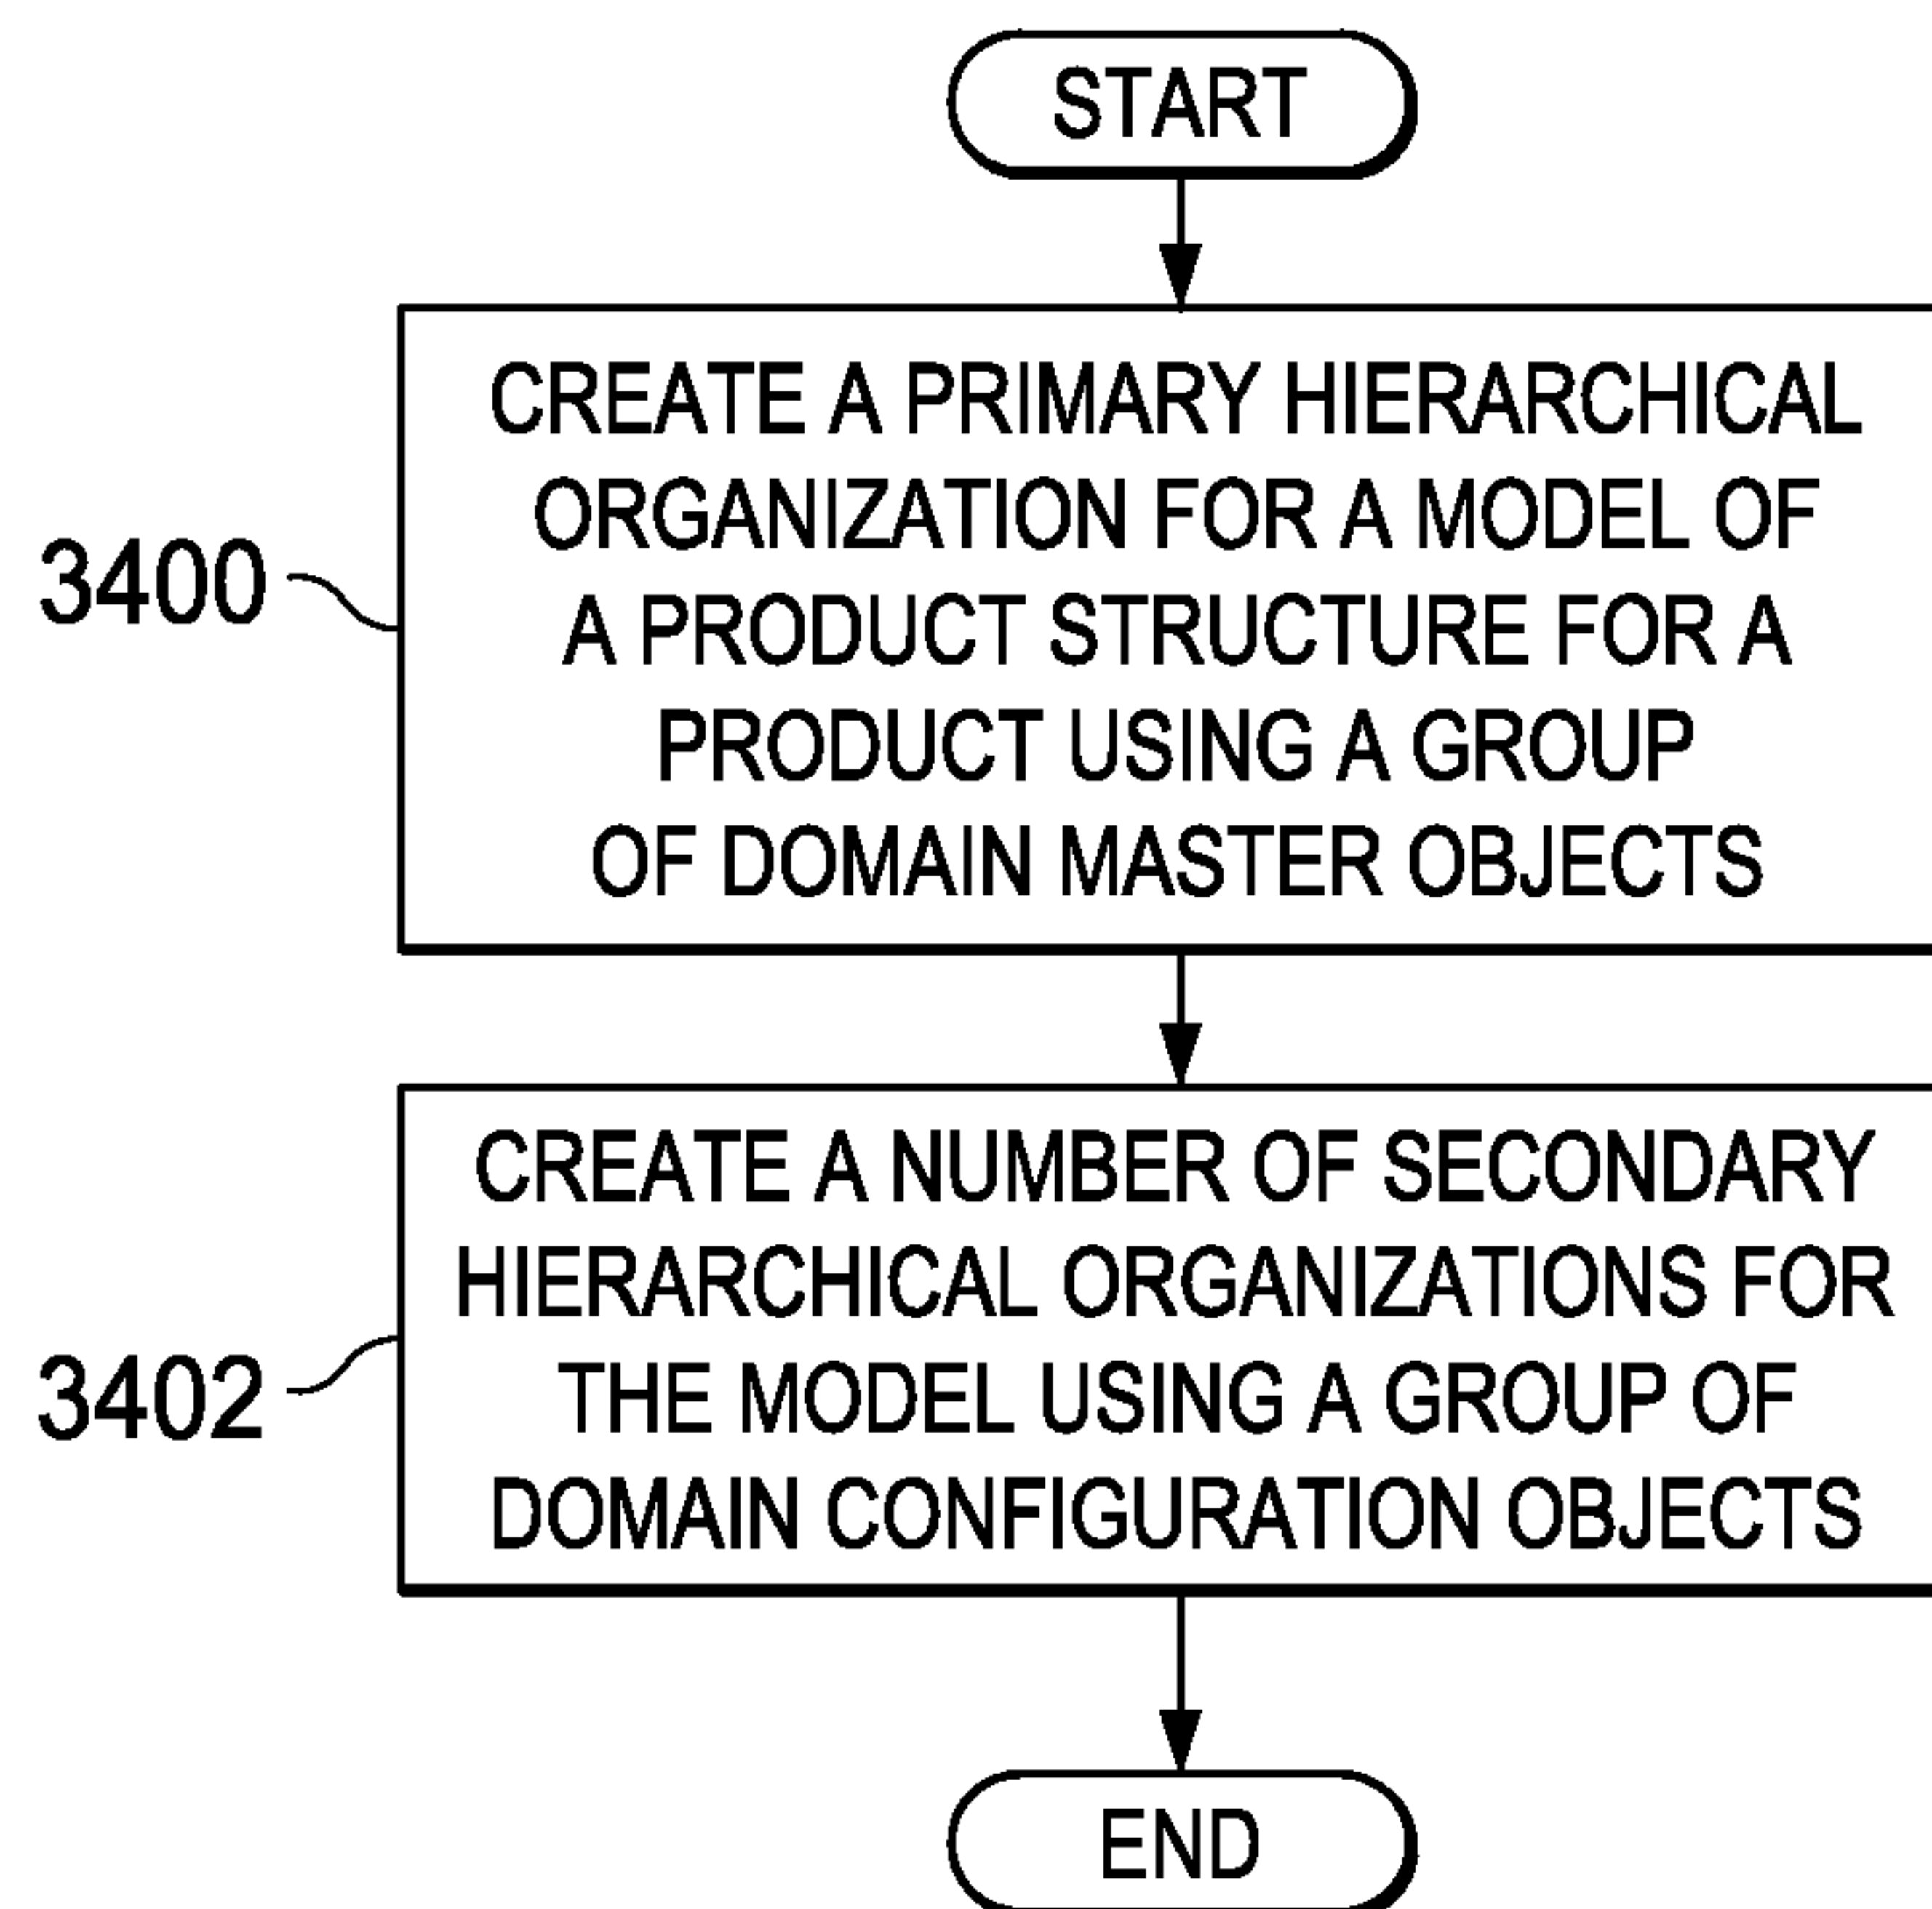 START
CREATE A PRIMARY HIERARCHICAL
ORGANIZATION FOR A MODEL OF
3400
A PRODUCT STRUCTURE FOR A
PRODUCT USING A GROUP
OF DOMAIN MASTER OBJECTS
CREATE A NUMBER OF SECONDARY
HIERARCHICAL ORGANIZATIONS FOR
3402
THE MODEL USING A GROUP OF
DOMAIN CONFIGURATION OBJECTS
END